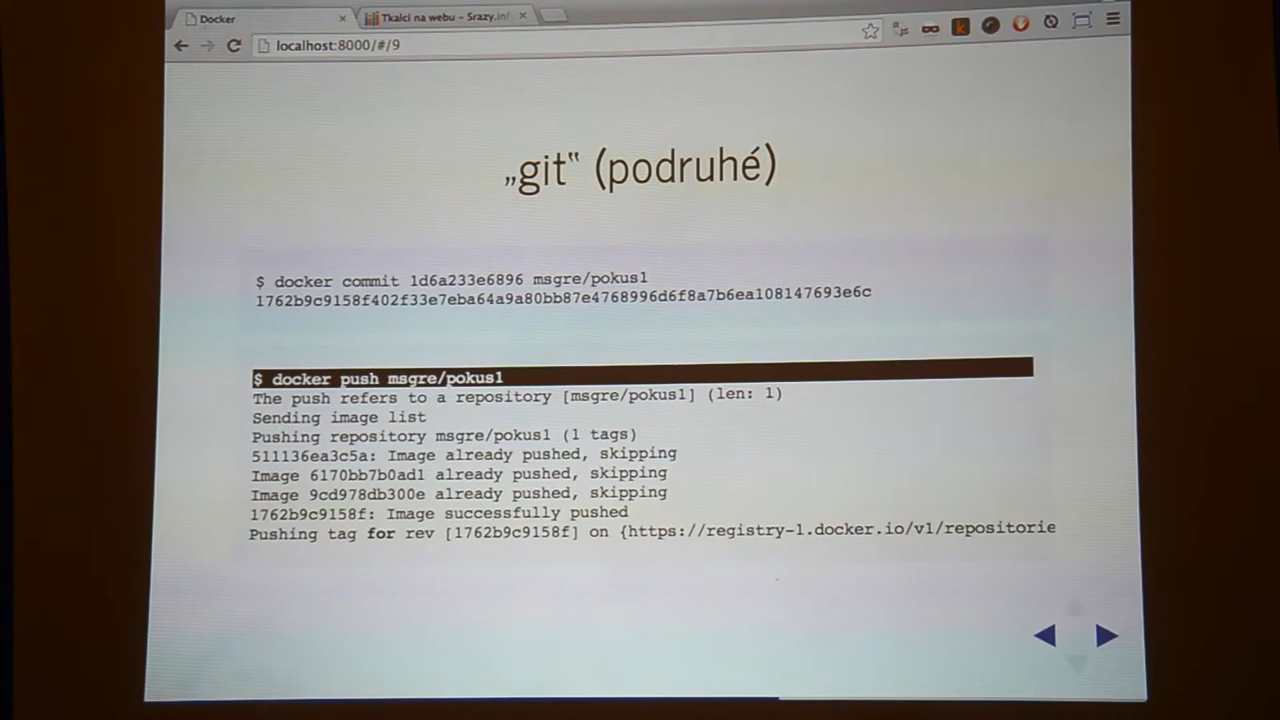 Docker
Tkalci na webu – Srazy.in
localhost:8000/#/9
„git‟ (podruhé)
$ docker commit 1d6a233e6896 msgre/pokus1
1762b9c9158f402f33e7eba64a9a80bb87e4768996d6f8a7b6ea108147693e6c
$ docker push msgre/pokus1
The push refers to a repository [msgre/pokus1] (len: 1)
Sending image list
Pushing repository msgre/pokus1 (1 tags)
511136ea3c5a: Image already pushed, skipping
Image 6170bb7b0ad1 already pushed, skipping
Image 9cd978db300e already pushed, skipping
1762b9c9158f: Image successfully pushed
Pushing tag for rev [1762b9c9158f] on {https://registry-1.docker.io/v1/repositorie